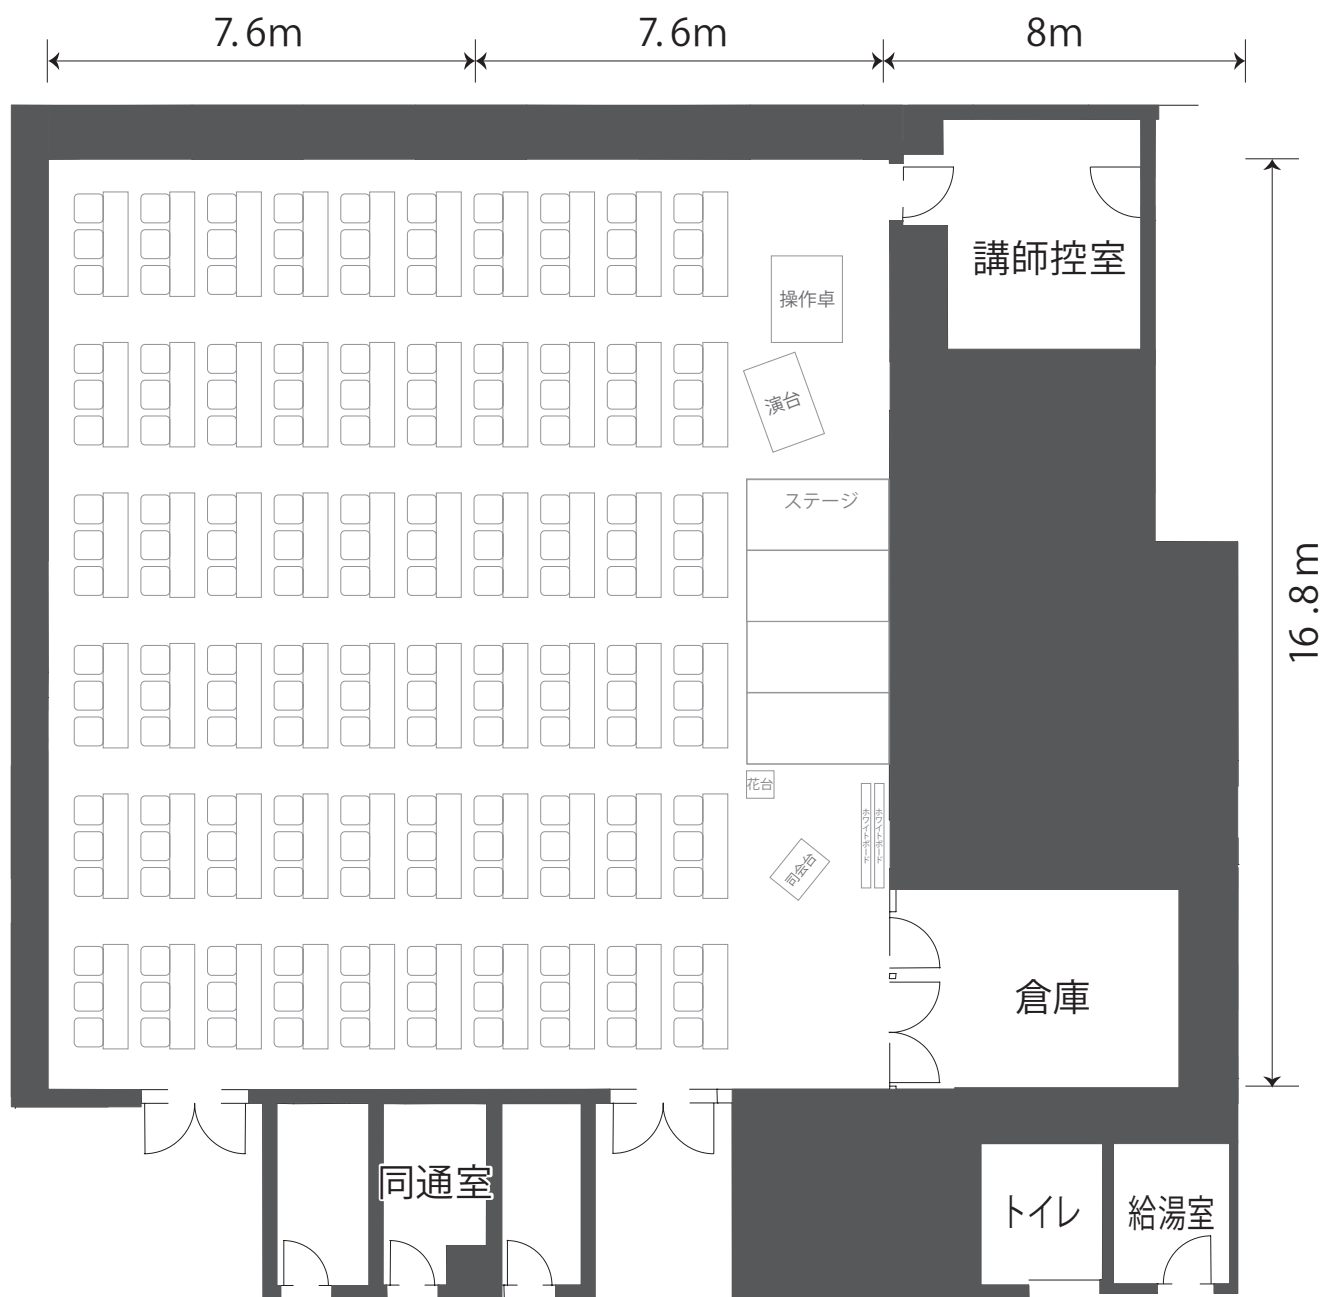 7.6m
7.6m
8m
講師控室
操作卓
演台
ステージ
16.8m
花台
ホワイトボード
ホワイトボード
司会台
倉庫
同通室
トイレ
給湯室